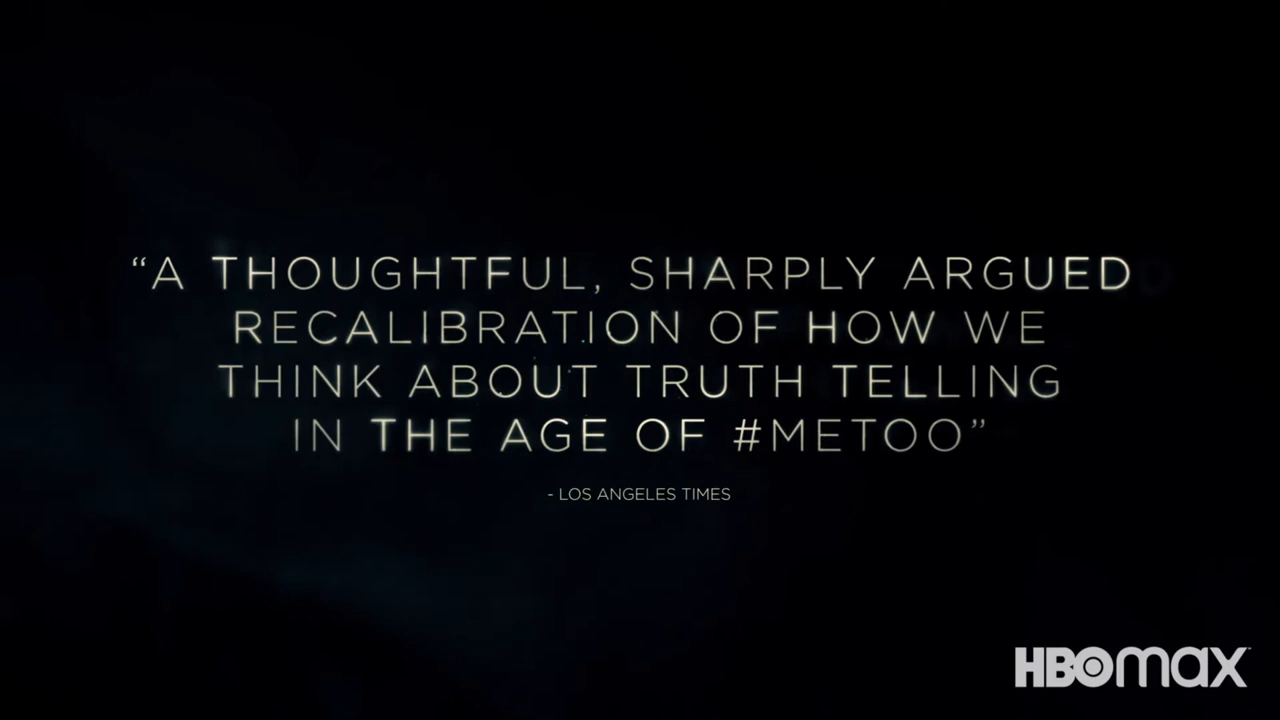 “A THOUGHTFUL, SHARPLY ARGUED
RECALIBRATION OF HOW WE
THINK ABOUT TRUTH TELLING
IN THE AGE OF #METOO”
- LOS ANGELES TIMES
HBOmax